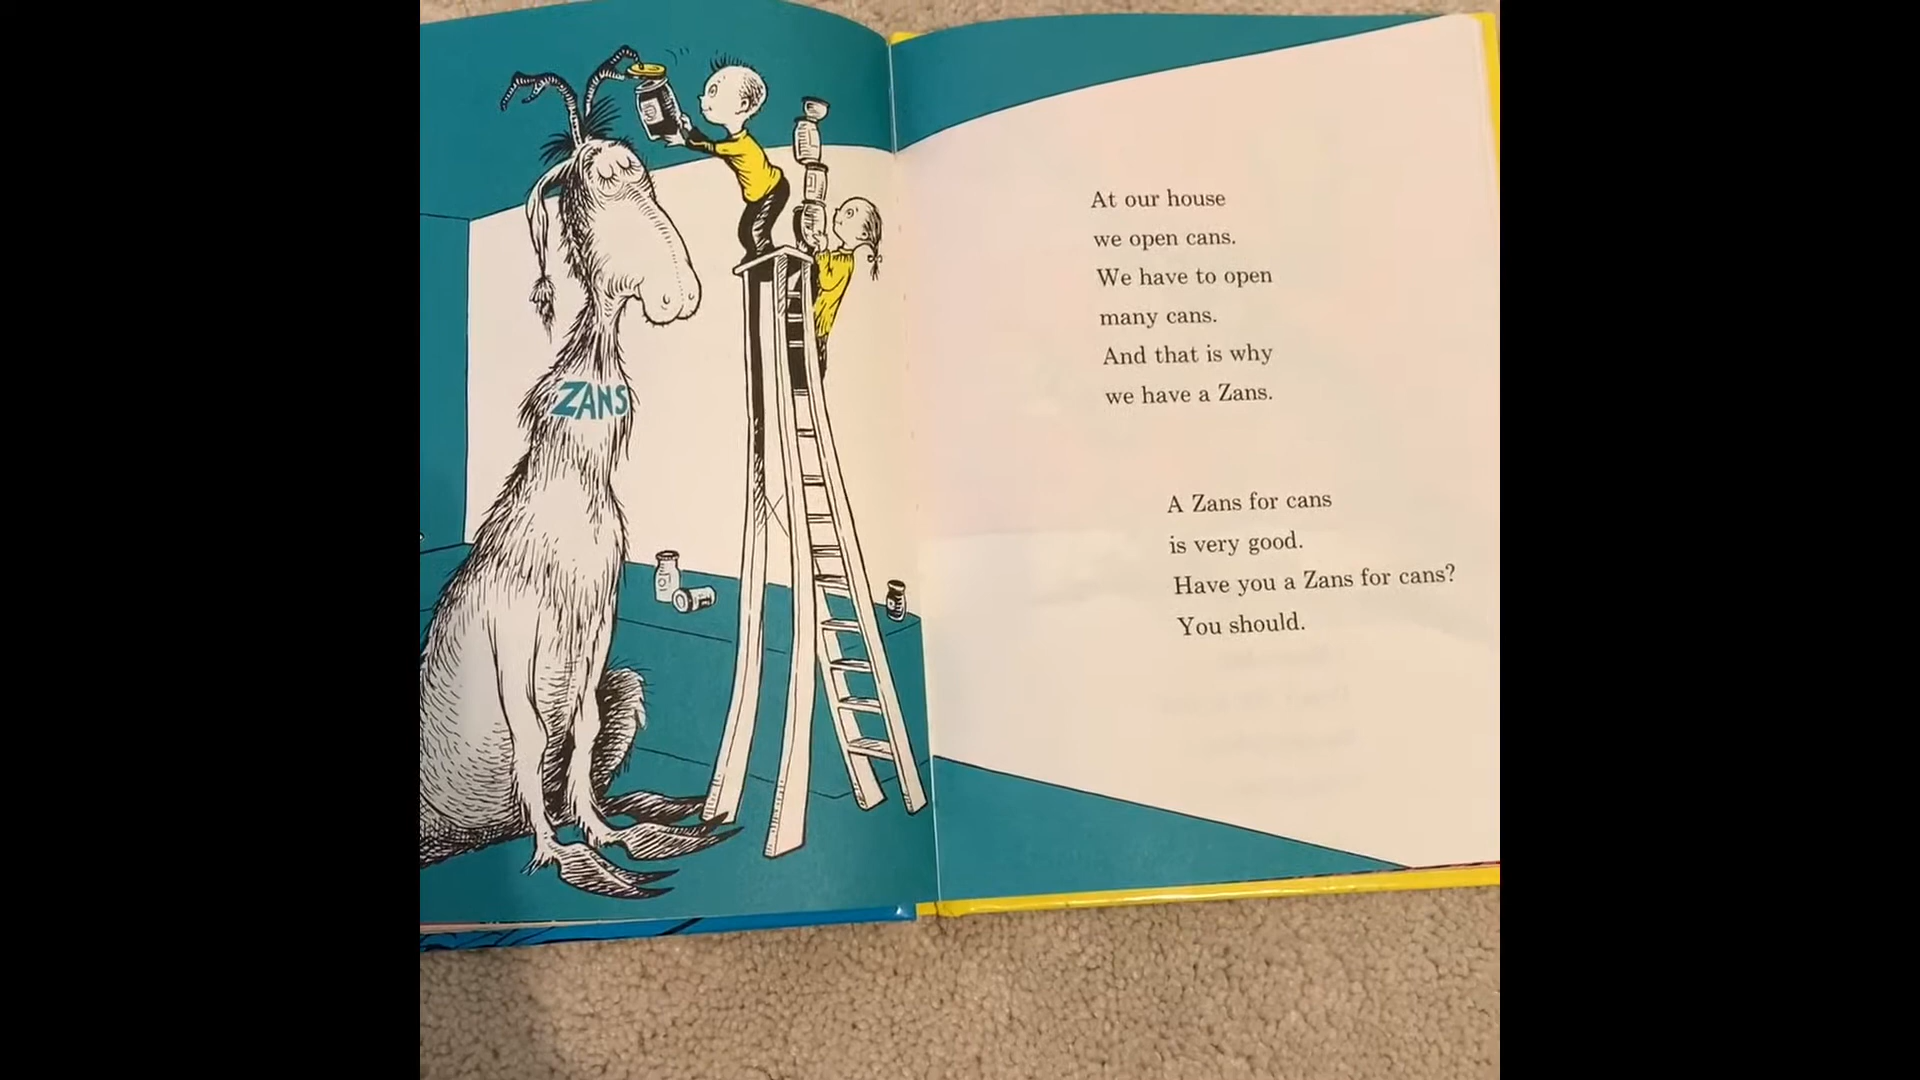 ZANS
At our house
we open cans.
We have to open
many cans.
And that is why
we have a Zans.
A Zans for cans
is very good.
Have you a Zans for cans?
You should.